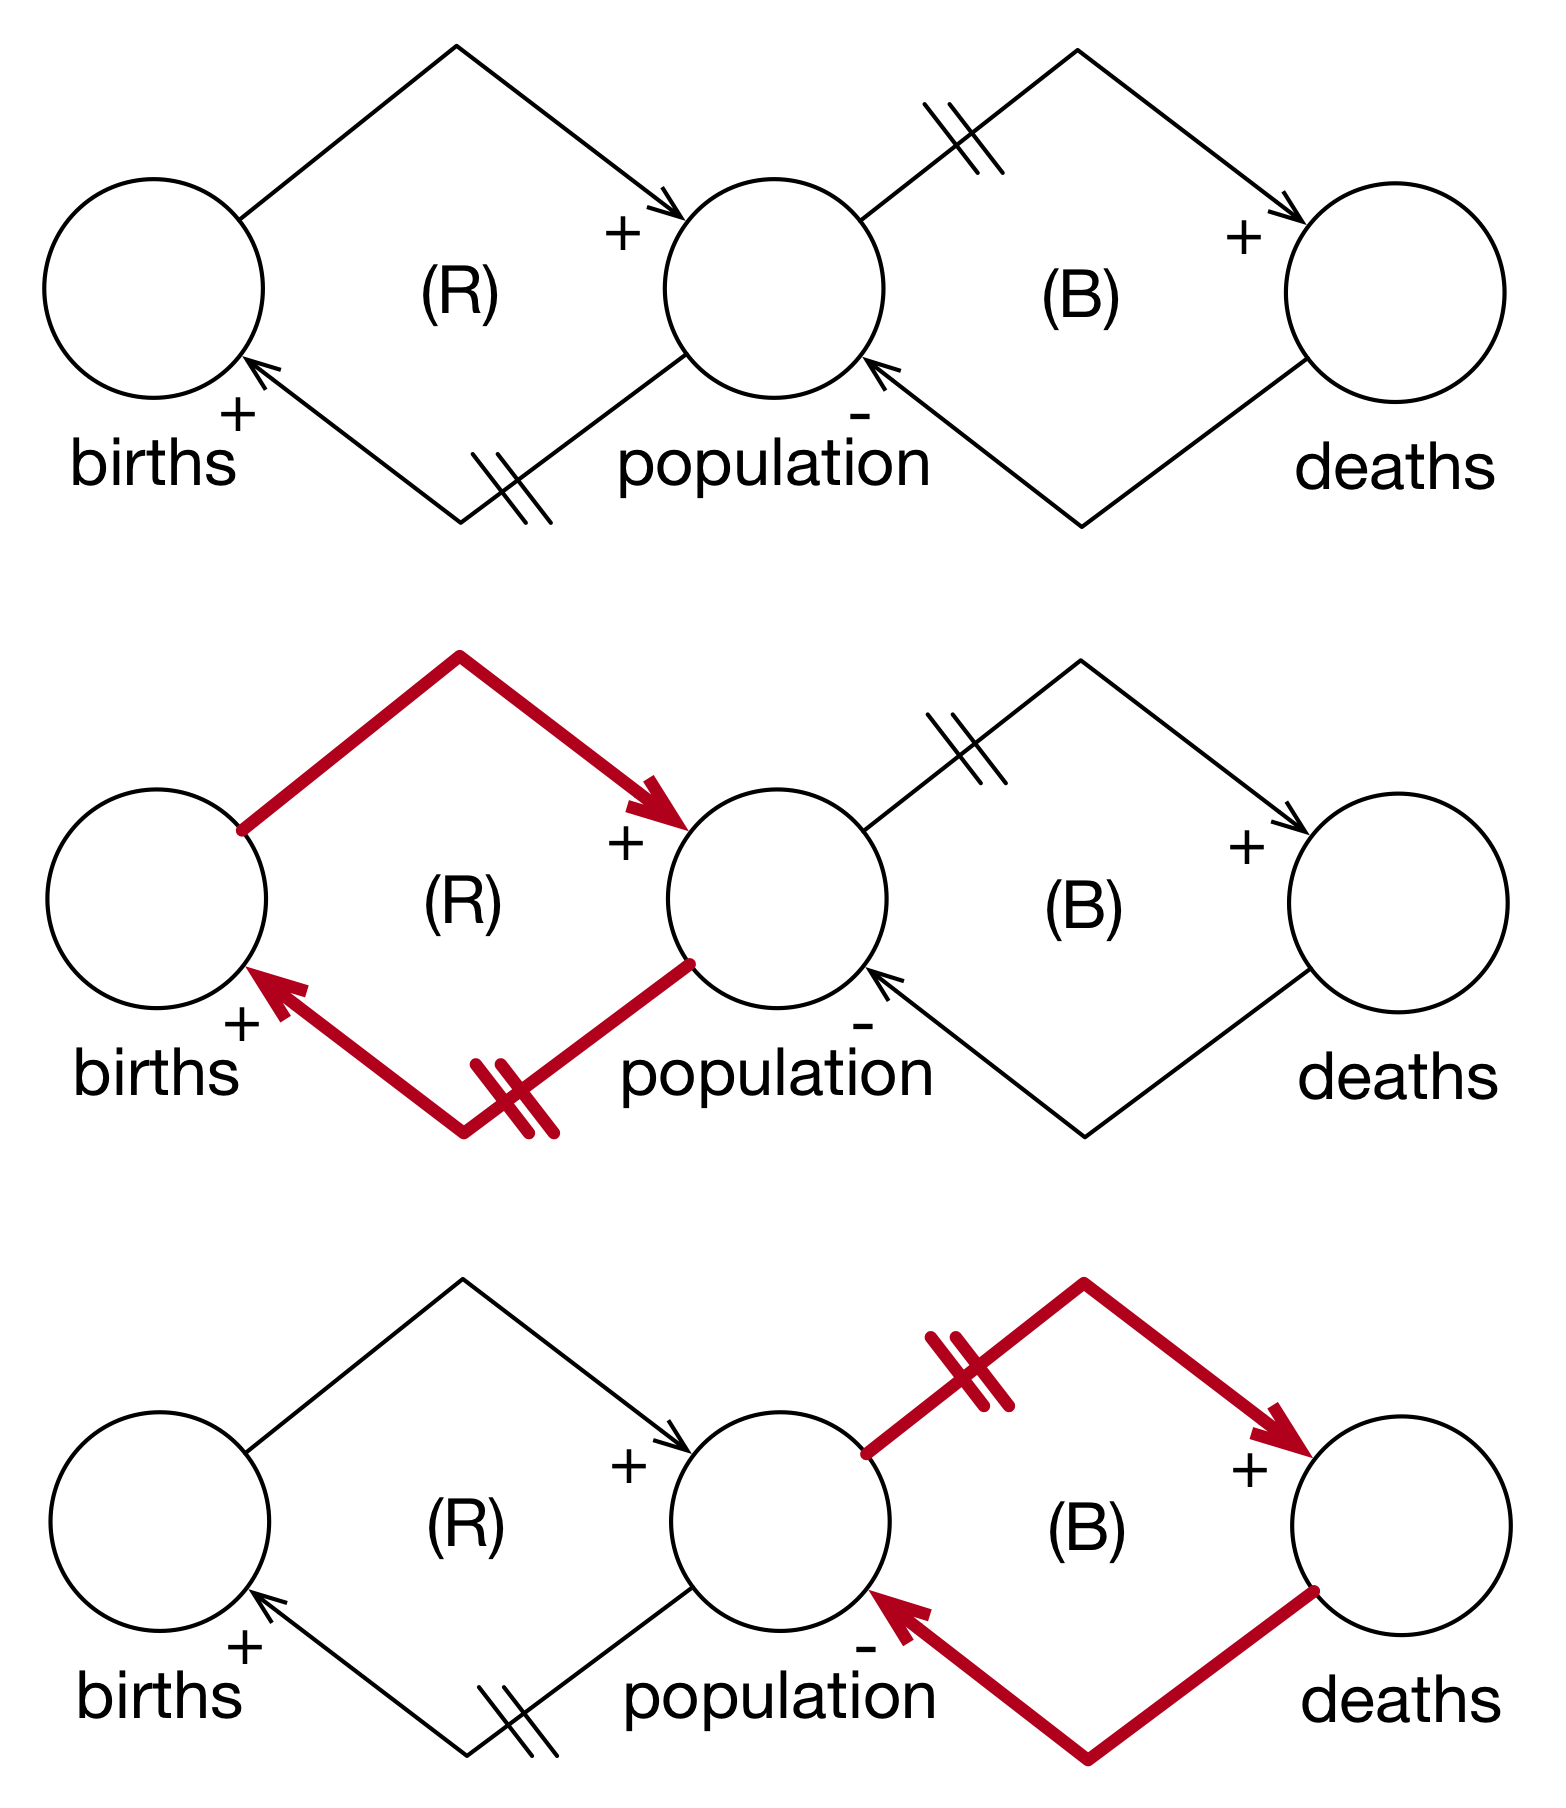 + +
(R) (B)
+ -
births population deaths
+ +
(R) (B)
+ -
births population deaths
+ +
(R) (B)
+ -
births population deaths